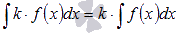 ∫k·f(x)dx = k·∫f(x)dx